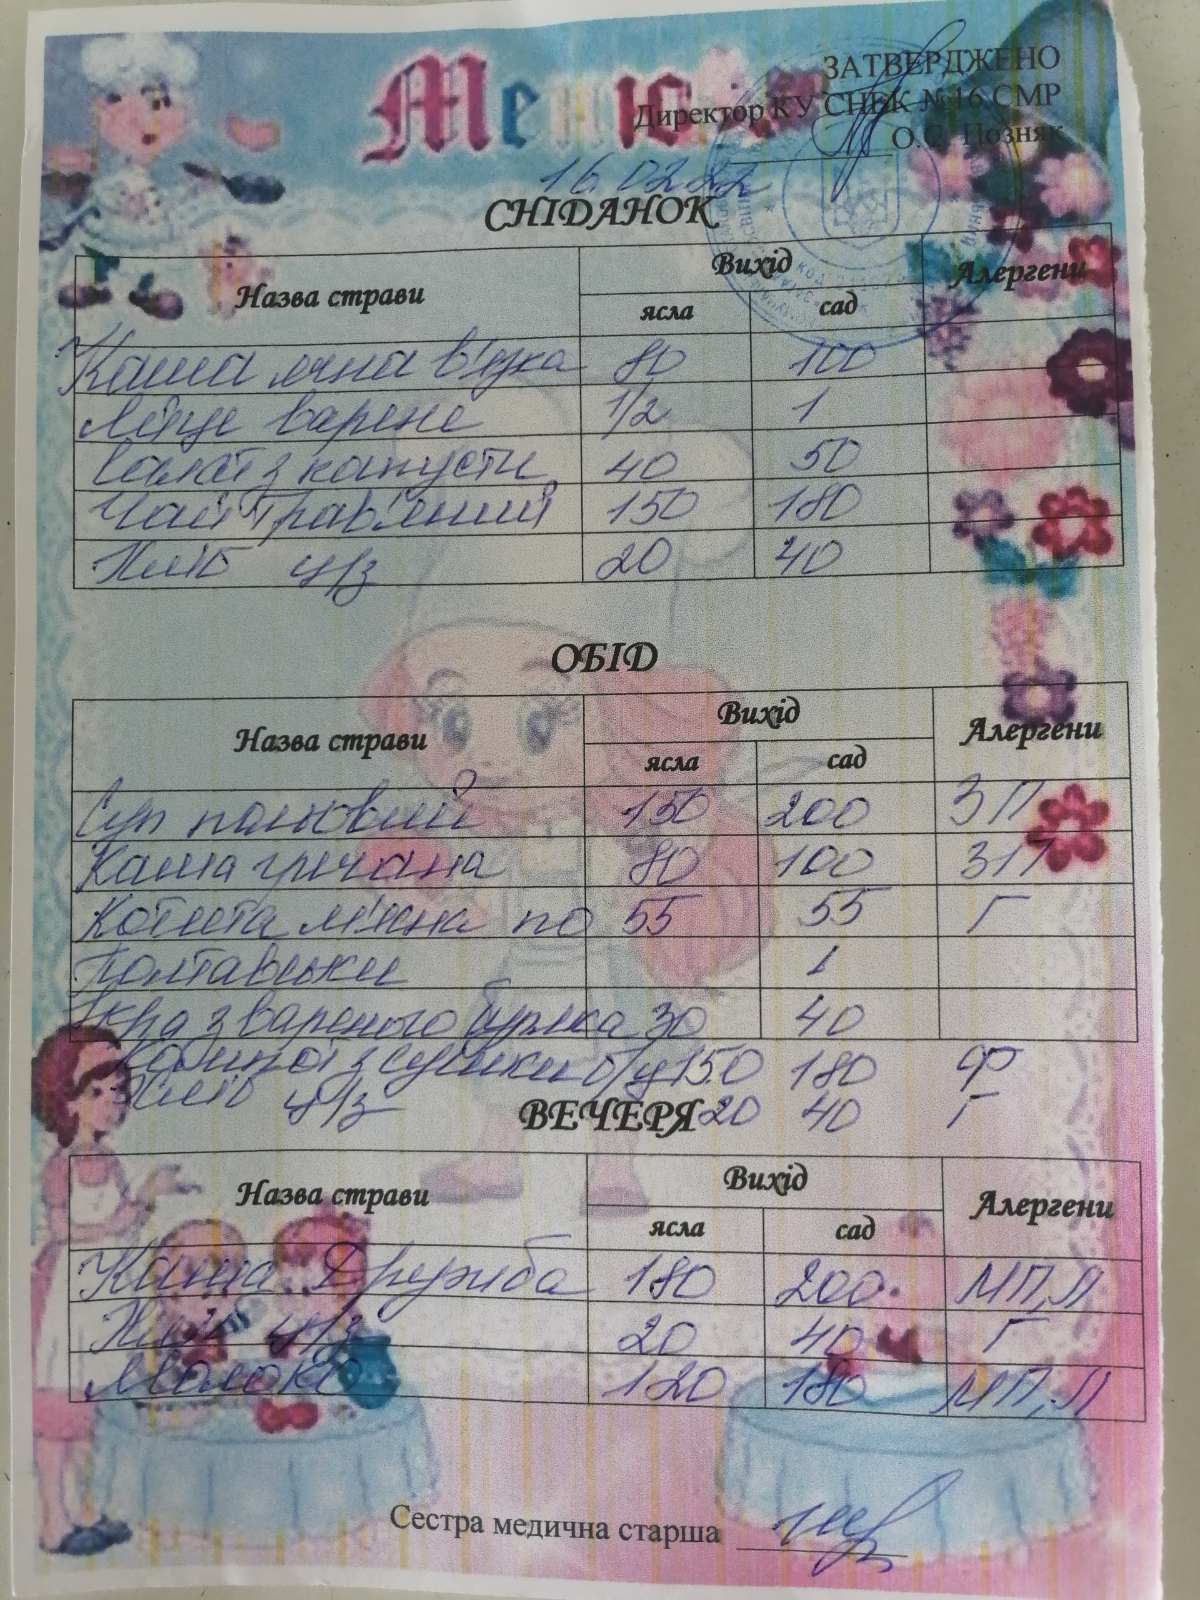 Меню
ЗАТВЕРДЖЕНО
Директор КУ СНВК №16 СМР
О.С. Позняк
16.02.22
СНІДАНОК
Назва страви Вихід Алергени
ясла сад
Каша ячна в'язка 80 100
Яйце варене 1/2 1
Салат з капусти 40 50
Чай трав'яний 150 180
Хліб ц/з 20 40
ОБІД
Назва страви Вихід Алергени
ясла сад
Суп польовий 150 200 ЗП
Каша гречана 80 100 ЗП
Котлета м'ясна по 55 55 Г
Полтавськи
Ікра з вареного буряка 30 40
з сушки б/ц 150 180 Ф
Хліб ц/з 20 40 Г
ВЕЧЕРЯ
Назва страви Вихід Алергени
ясла сад
Каша Дружба 180 200 МП,Л
Хліб ц/з 20 40 Г
Молоко 120 180 МП,Л
Сестра медична старша